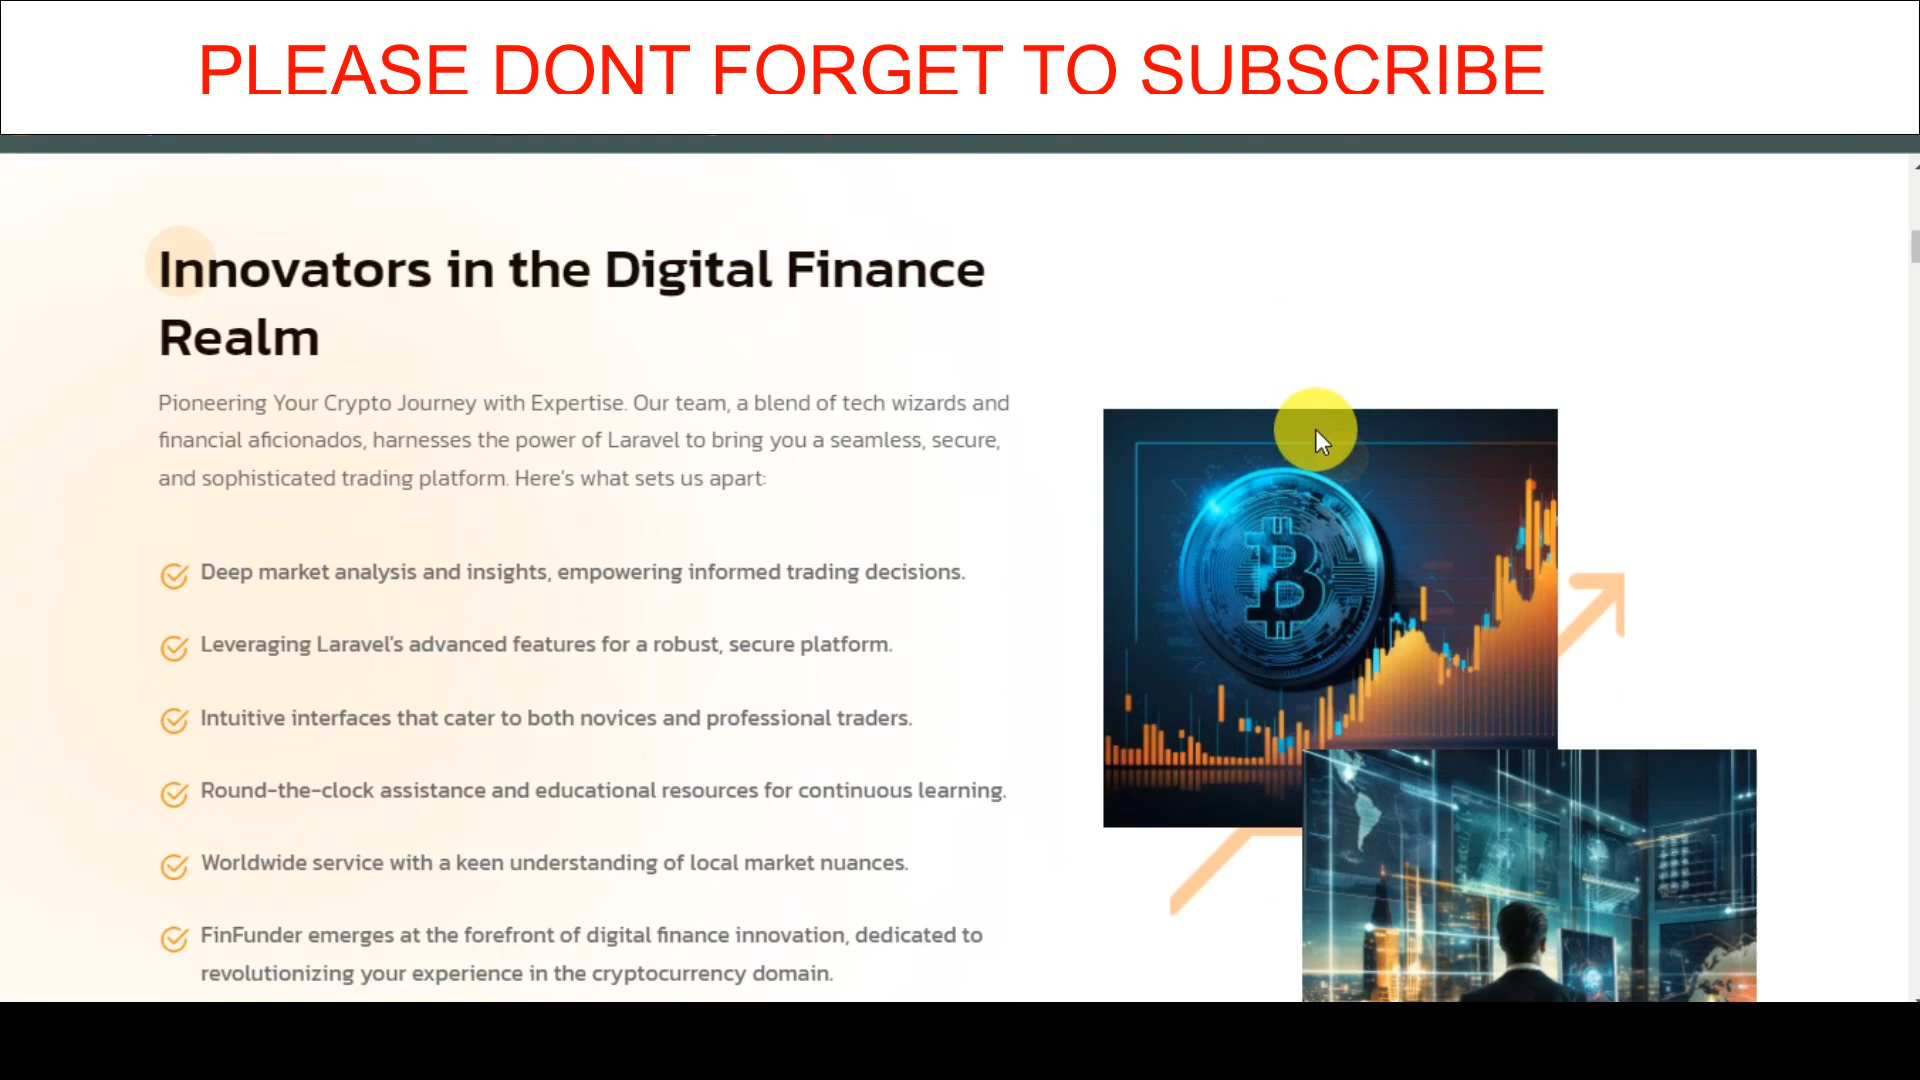 PLEASE DONT FORGET TO SUBSCRIBE
Innovators in the Digital Finance
Realm
Pioneering Your Crypto Journey with Expertise. Our team, a blend of tech wizards and
financial aficionados, harnesses the power of Laravel to bring you a seamless, secure,
and sophisticated trading platform. Here's what sets us apart:
Deep market analysis and insights, empowering informed trading decisions.
Leveraging Laravel's advanced features for a robust, secure platform.
Intuitive interfaces that cater to both novices and professional traders.
Round-the-clock assistance and educational resources for continuous learning.
Worldwide service with a keen understanding of local market nuances.
FinFunder emerges at the forefront of digital finance innovation, dedicated to
revolutionizing your experience in the cryptocurrency domain.